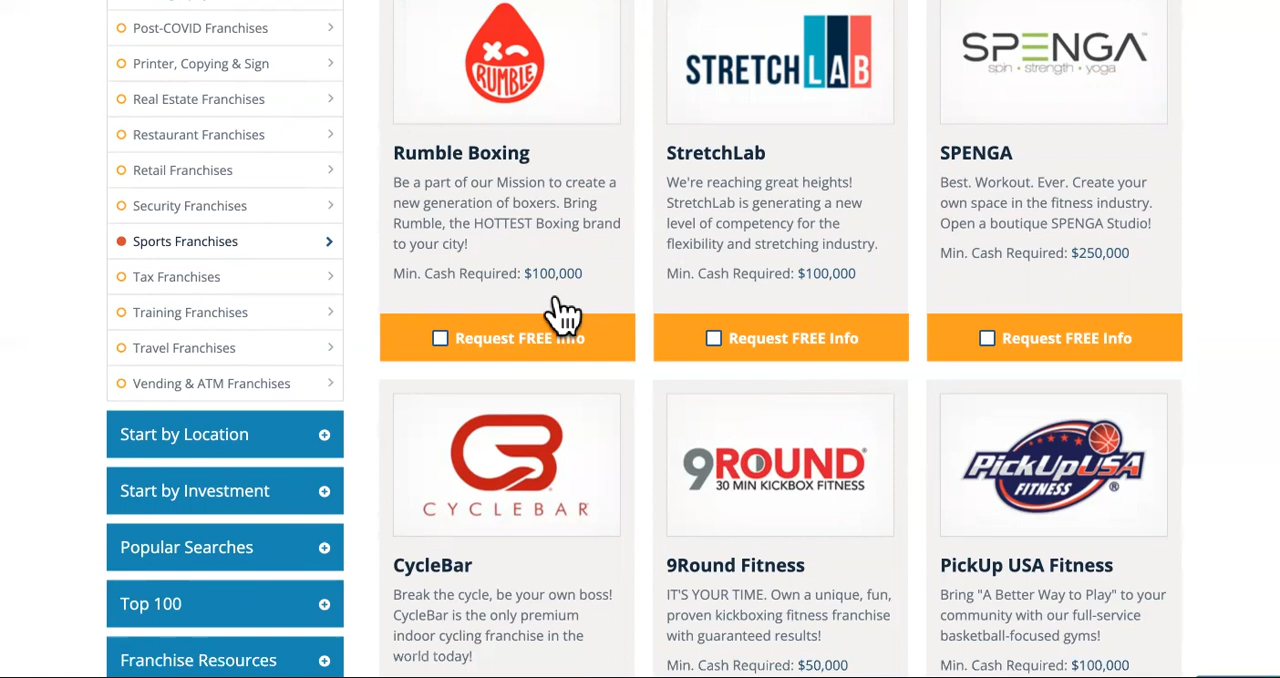 Post-COVID Franchises
Printer, Copying & Sign
Real Estate Franchises
Restaurant Franchises
Retail Franchises
Security Franchises
Sports Franchises
Tax Franchises
Training Franchises
Travel Franchises
Vending & ATM Franchises
Start by Location
Start by Investment
Popular Searches
Top 100
Franchise Resources
RUMBLE
Rumble Boxing
Be a part of our Mission to create a
new generation of boxers. Bring
Rumble, the HOTTEST Boxing brand
to your city!
Min. Cash Required: $100,000
Request FREE Info
STRETCHLAB
StretchLab
We're reaching great heights!
StretchLab is generating a new
level of competency for the
flexibility and stretching industry.
Min. Cash Required: $100,000
Request FREE Info
SPENGA™
spin • strength • yoga
SPENGA
Best. Workout. Ever. Create your
own space in the fitness industry.
Open a boutique SPENGA Studio!
Min. Cash Required: $250,000
Request FREE Info
CYCLEBAR
CycleBar
Break the cycle, be your own boss!
CycleBar is the only premium
indoor cycling franchise in the
world today!
9ROUND®
30 MIN KICKBOX FITNESS
9Round Fitness
IT'S YOUR TIME. Own a unique, fun,
proven kickboxing fitness franchise
with guaranteed results!
Min. Cash Required: $50,000
PickUpUSA
FITNESS ®
PickUp USA Fitness
Bring "A Better Way to Play" to your
community with our full-service
basketball-focused gyms!
Min. Cash Required: $100,000